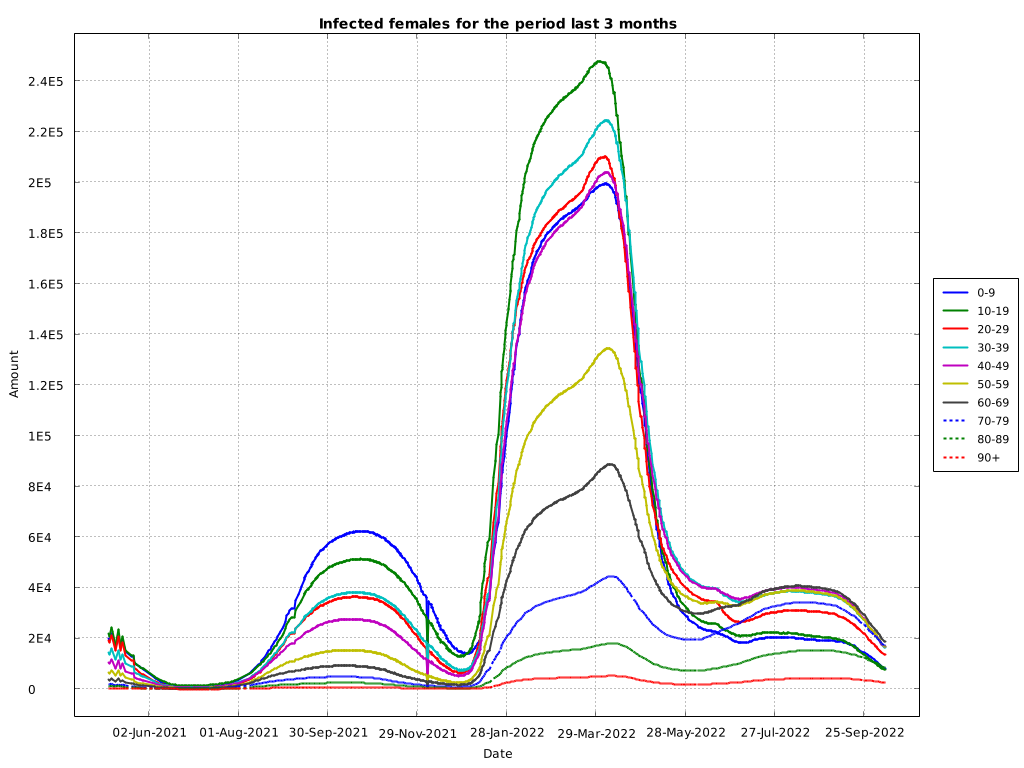 Infected females for the period last 3 months
2.4E5
2.2E5
2E5
1.8E5
1.6E5
1.4E5
1.2E5
1E5
8E4
6E4
4E4
2E4
0
Amount
02-Jun-2021 01-Aug-2021 30-Sep-2021 29-Nov-2021 28-Jan-2022 29-Mar-2022 28-May-2022 27-Jul-2022 25-Sep-2022
Date
0-9
10-19
20-29
30-39
40-49
50-59
60-69
70-79
80-89
90+